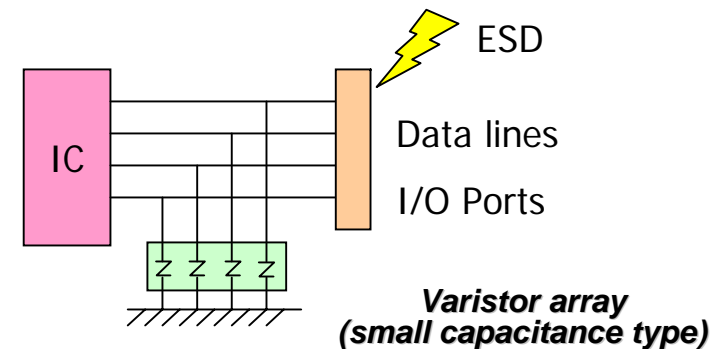 ESD
IC
Data lines
I/O Ports
Varistor array
(small capacitance type)